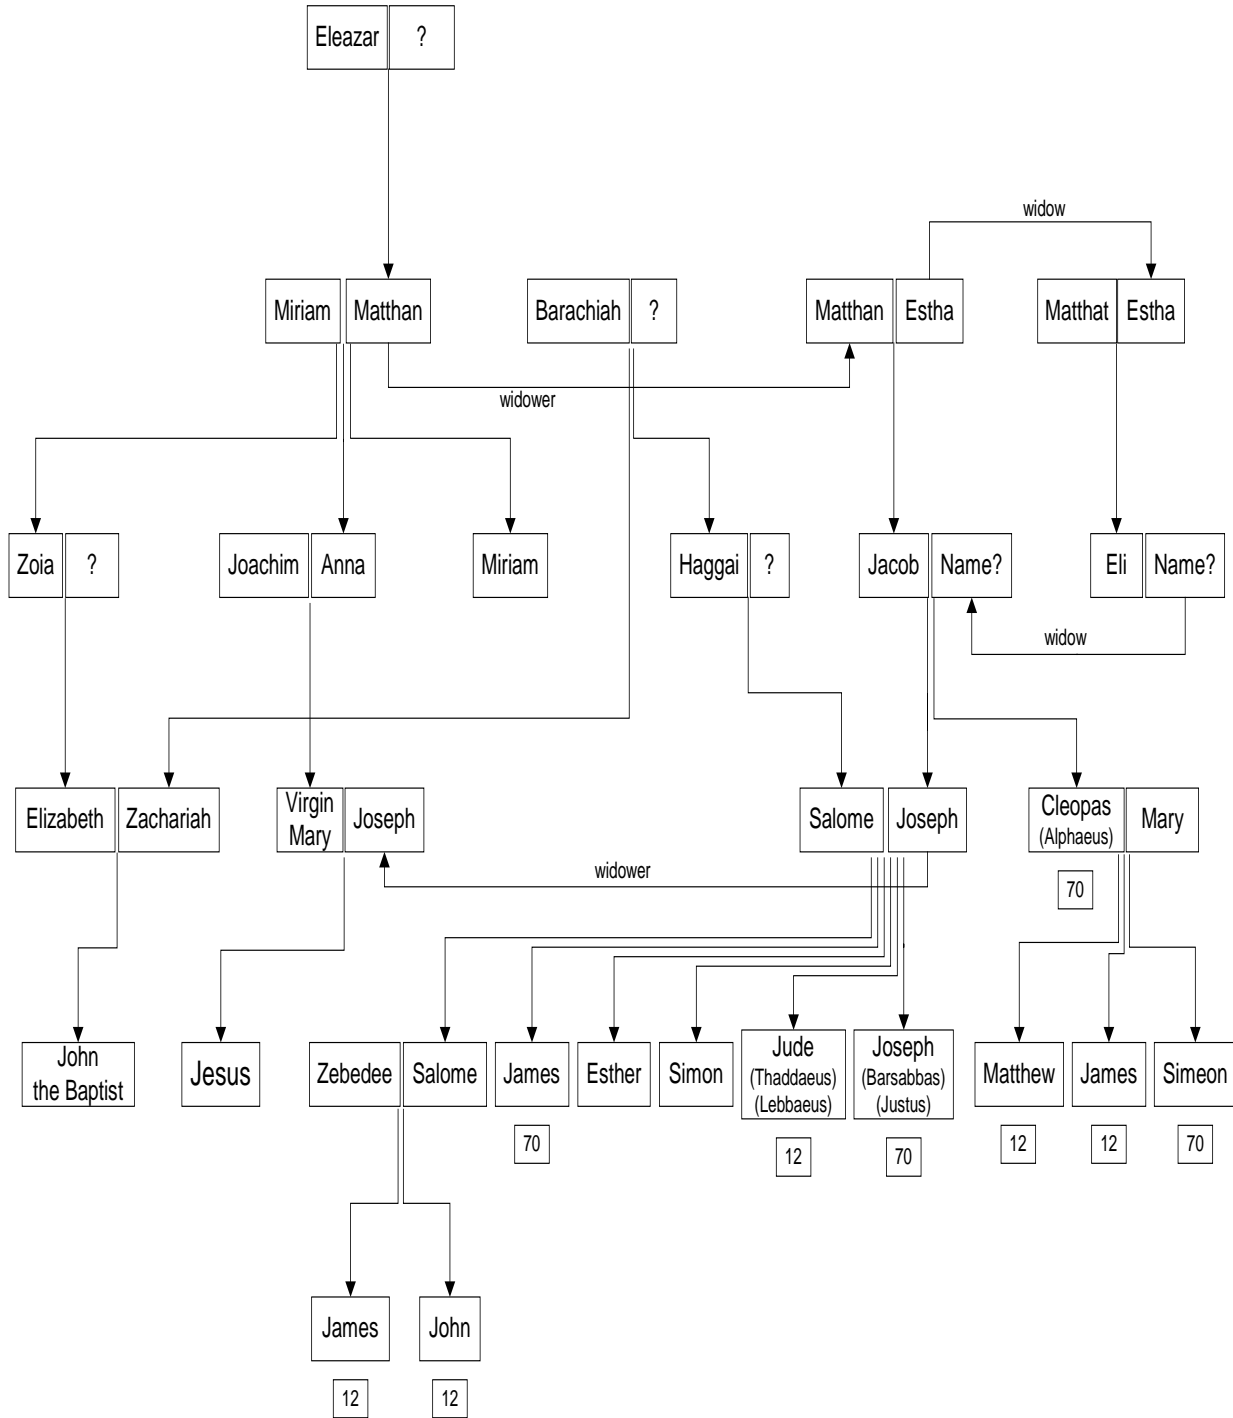 Eleazar
?
widow
Miriam
Matthan
Barachiah
?
Matthan
Estha
Matthat
Estha
widower
Zoia
?
Joachim
Anna
Miriam
Haggai
?
Jacob
Name?
Eli
Name?
widow
Elizabeth
Zachariah
Virgin
Mary
Joseph
Salome
Joseph
Cleopas
(Alphaeus)
Mary
widower
70
John
the Baptist
Jesus
Zebedee
Salome
James
Esther
Simon
Jude
(Thaddaeus)
(Lebbaeus)
Joseph
(Barsabbas)
(Justus)
Matthew
James
Simeon
70
12
70
12
12
70
James
John
12
12